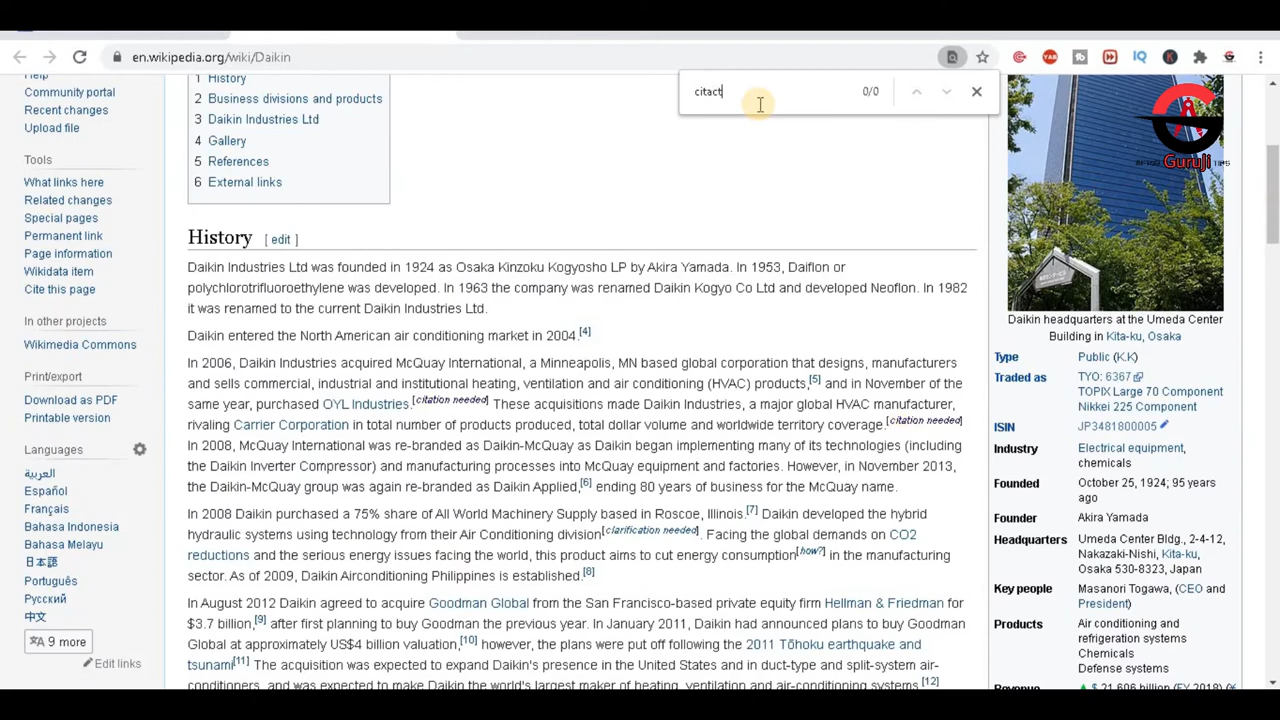 en.wikipedia.org/wiki/Daikin
citact 0/0
Help
Community portal
Recent changes
Upload file
Tools
What links here
Related changes
Special pages
Permanent link
Page information
Wikidata item
Cite this page
In other projects
Wikimedia Commons
Print/export
Download as PDF
Printable version
Languages
العربية
Español
Français
Bahasa Indonesia
Bahasa Melayu
日本語
Português
Русский
中文
9 more
Edit links
1 History
2 Business divisions and products
3 Daikin Industries Ltd
4 Gallery
5 References
6 External links
History [ edit ]
Daikin Industries Ltd was founded in 1924 as Osaka Kinzoku Kogyosho LP by Akira Yamada. In 1953, Daiflon or
polychlorotrifluoroethylene was developed. In 1963 the company was renamed Daikin Kogyo Co Ltd and developed Neoflon. In 1982
it was renamed to the current Daikin Industries Ltd.
Daikin entered the North American air conditioning market in 2004.[4]
In 2006, Daikin Industries acquired McQuay International, a Minneapolis, MN based global corporation that designs, manufacturers
and sells commercial, industrial and institutional heating, ventilation and air conditioning (HVAC) products,[5] and in November of the
same year, purchased OYL Industries.[citation needed] These acquisitions made Daikin Industries, a major global HVAC manufacturer,
rivaling Carrier Corporation in total number of products produced, total dollar volume and worldwide territory coverage.[citation needed]
In 2008, McQuay International was re-branded as Daikin-McQuay as Daikin began implementing many of its technologies (including
the Daikin Inverter Compressor) and manufacturing processes into McQuay equipment and factories. However, in November 2013,
the Daikin-McQuay group was again re-branded as Daikin Applied,[6] ending 80 years of business for the McQuay name.
In 2008 Daikin purchased a 75% share of All World Machinery Supply based in Roscoe, Illinois.[7] Daikin developed the hybrid
hydraulic systems using technology from their Air Conditioning division[clarification needed]. Facing the global demands on CO2
reductions and the serious energy issues facing the world, this product aims to cut energy consumption[how?] in the manufacturing
sector. As of 2009, Daikin Airconditioning Philippines is established.[8]
In August 2012 Daikin agreed to acquire Goodman Global from the San Francisco-based private equity firm Hellman & Friedman for
$3.7 billion,[9] after first planning to buy Goodman the previous year. In January 2011, Daikin had announced plans to buy Goodman
Global at approximately US$4 billion valuation,[10] however, the plans were put off following the 2011 Tōhoku earthquake and
tsunami[11] The acquisition was expected to expand Daikin's presence in the United States and in duct-type and split-system air-
conditioners, and was expected to make Daikin the world's largest maker of heating, ventilation and air-conditioning systems.[12]
GuruJi
Daikin headquarters at the Umeda Center
Building in Kita-ku, Osaka
Type Public (K.K)
Traded as TYO: 6367
TOPIX Large 70 Component
Nikkei 225 Component
ISIN JP3481800005
Industry Electrical equipment,
chemicals
Founded October 25, 1924; 95 years
ago
Founder Akira Yamada
Headquarters Umeda Center Bldg., 2-4-12,
Nakazaki-Nishi, Kita-ku,
Osaka 530-8323, Japan
Key people Masanori Togawa, (CEO and
President)
Products Air conditioning and
refrigeration systems
Chemicals
Defense systems
Revenue $ 21.606 billion (FY 2018)